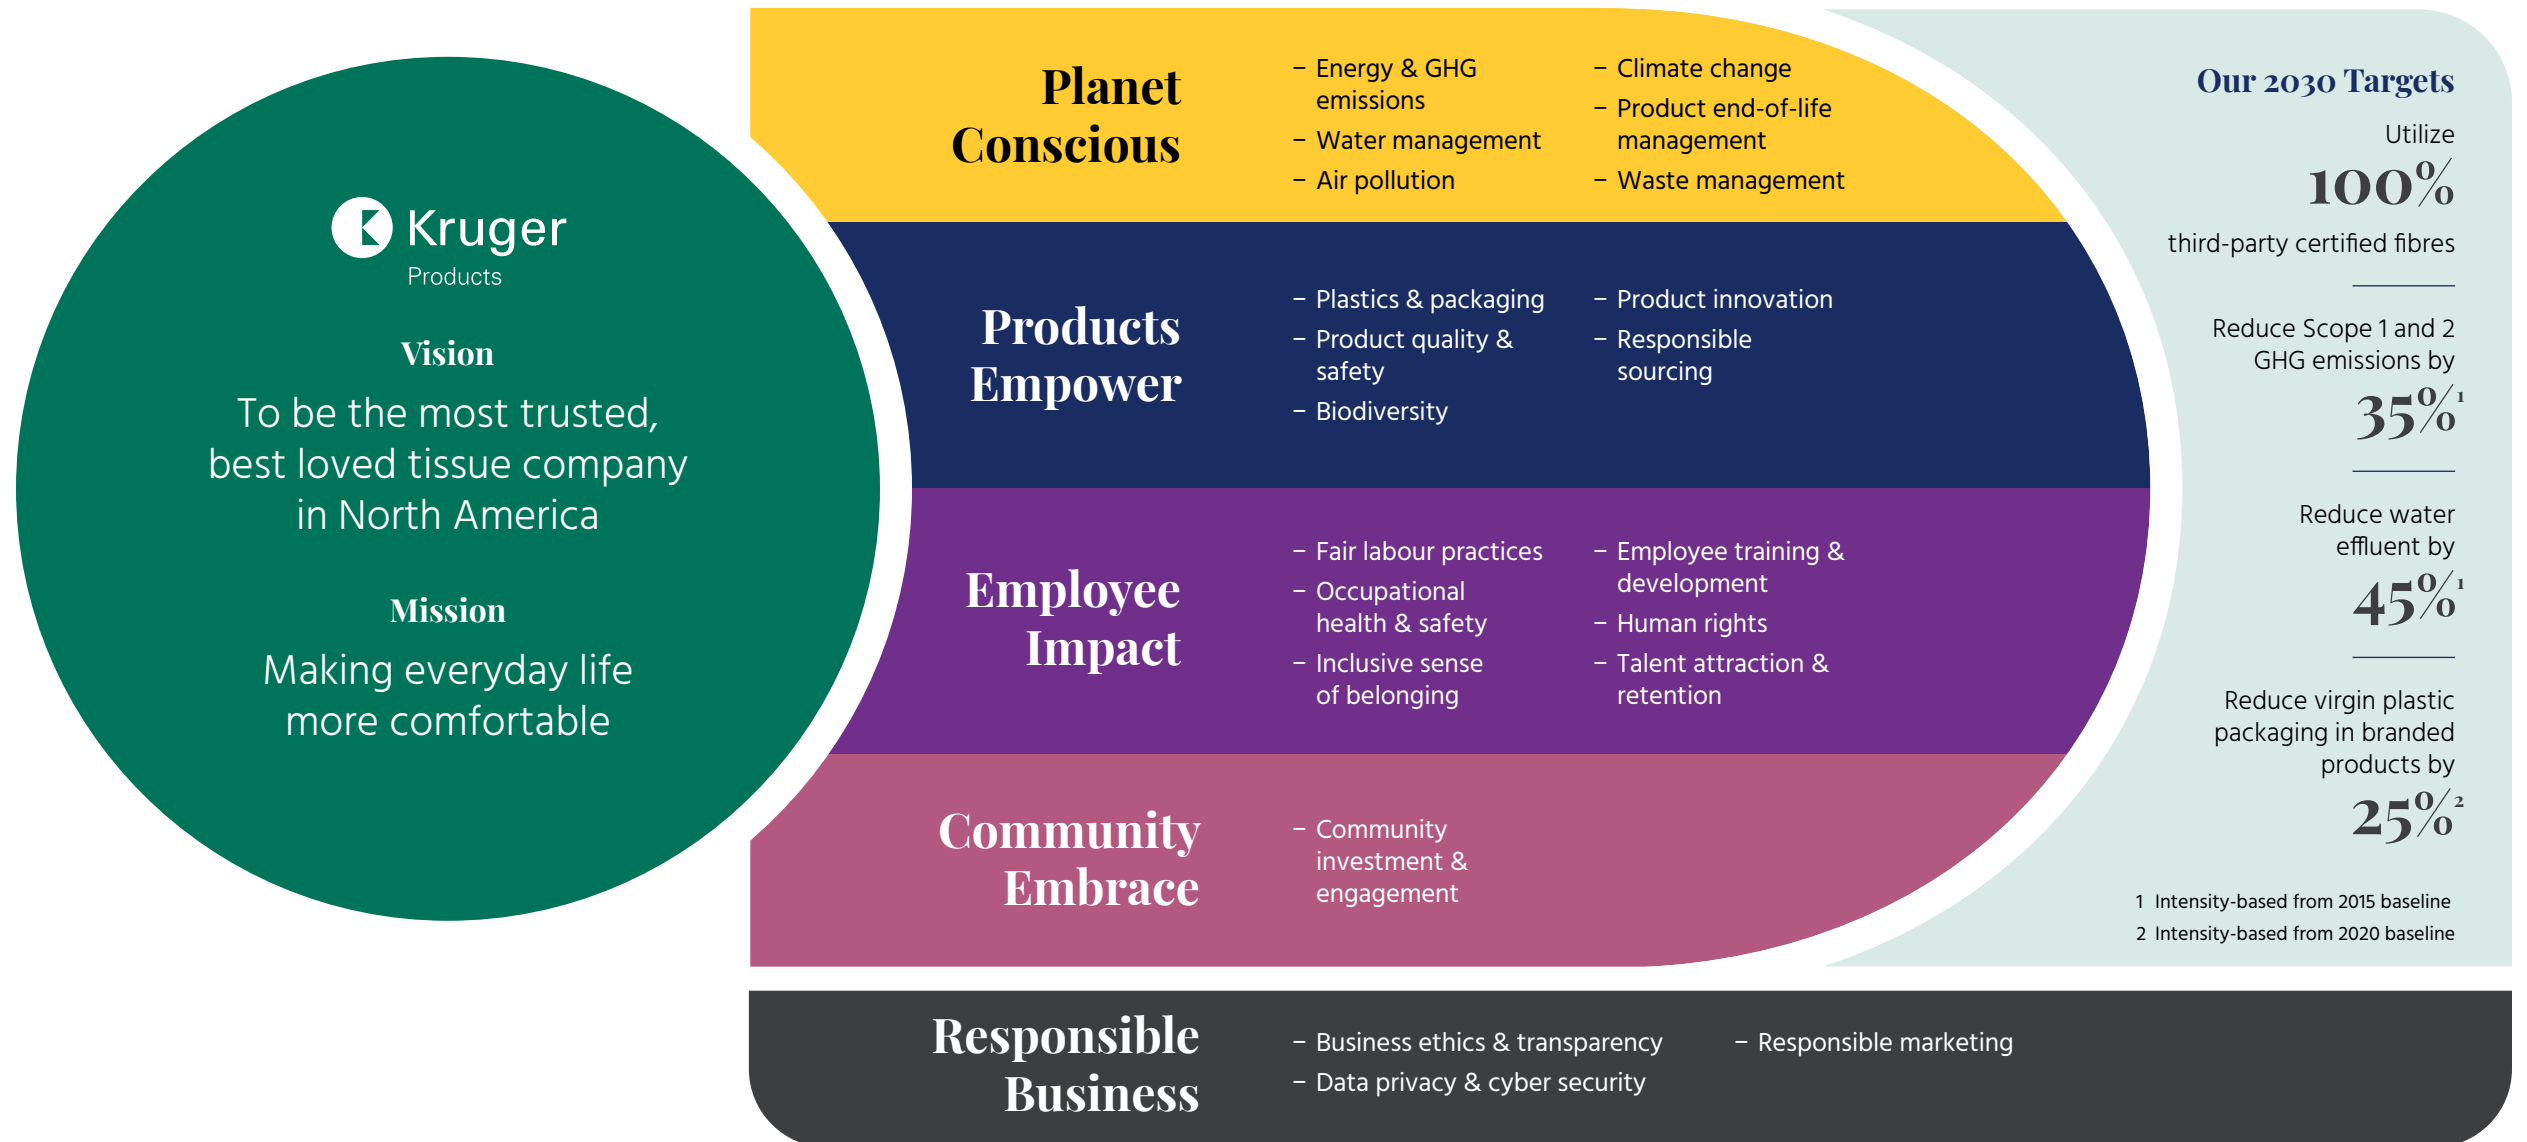 Kruger
Products
Vision
To be the most trusted,
best loved tissue company
in North America
Mission
Making everyday life
more comfortable
Planet
Conscious
– Energy & GHG
emissions
– Water management
– Air pollution
– Climate change
– Product end-of-life
management
– Waste management
Products
Empower
– Plastics & packaging
– Product quality &
safety
– Biodiversity
– Product innovation
– Responsible
sourcing
Employee
Impact
– Fair labour practices
– Occupational
health & safety
– Inclusive sense
of belonging
– Employee training &
development
– Human rights
– Talent attraction &
retention
Community
Embrace
– Community
investment &
engagement
Responsible
Business
– Business ethics & transparency
– Data privacy & cyber security
– Responsible marketing
Our 2030 Targets
Utilize
100%
third-party certified fibres
Reduce Scope 1 and 2
GHG emissions by
35%¹
Reduce water
effluent by
45%¹
Reduce virgin plastic
packaging in branded
products by
25%²
1 Intensity-based from 2015 baseline
2 Intensity-based from 2020 baseline